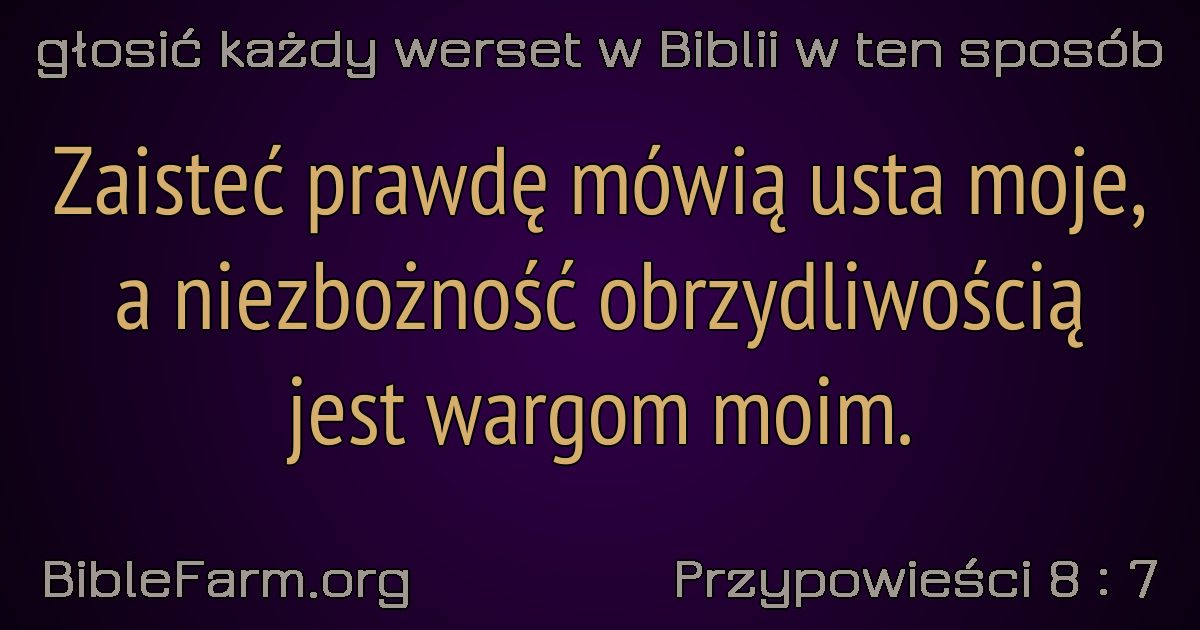 głosić każdy werset w Biblii w ten sposób
Zaisteć prawdę mówią usta moje,
a niezbożność obrzydliwością
jest wargom moim.
BibleFarm.org
Przypowieści 8 : 7